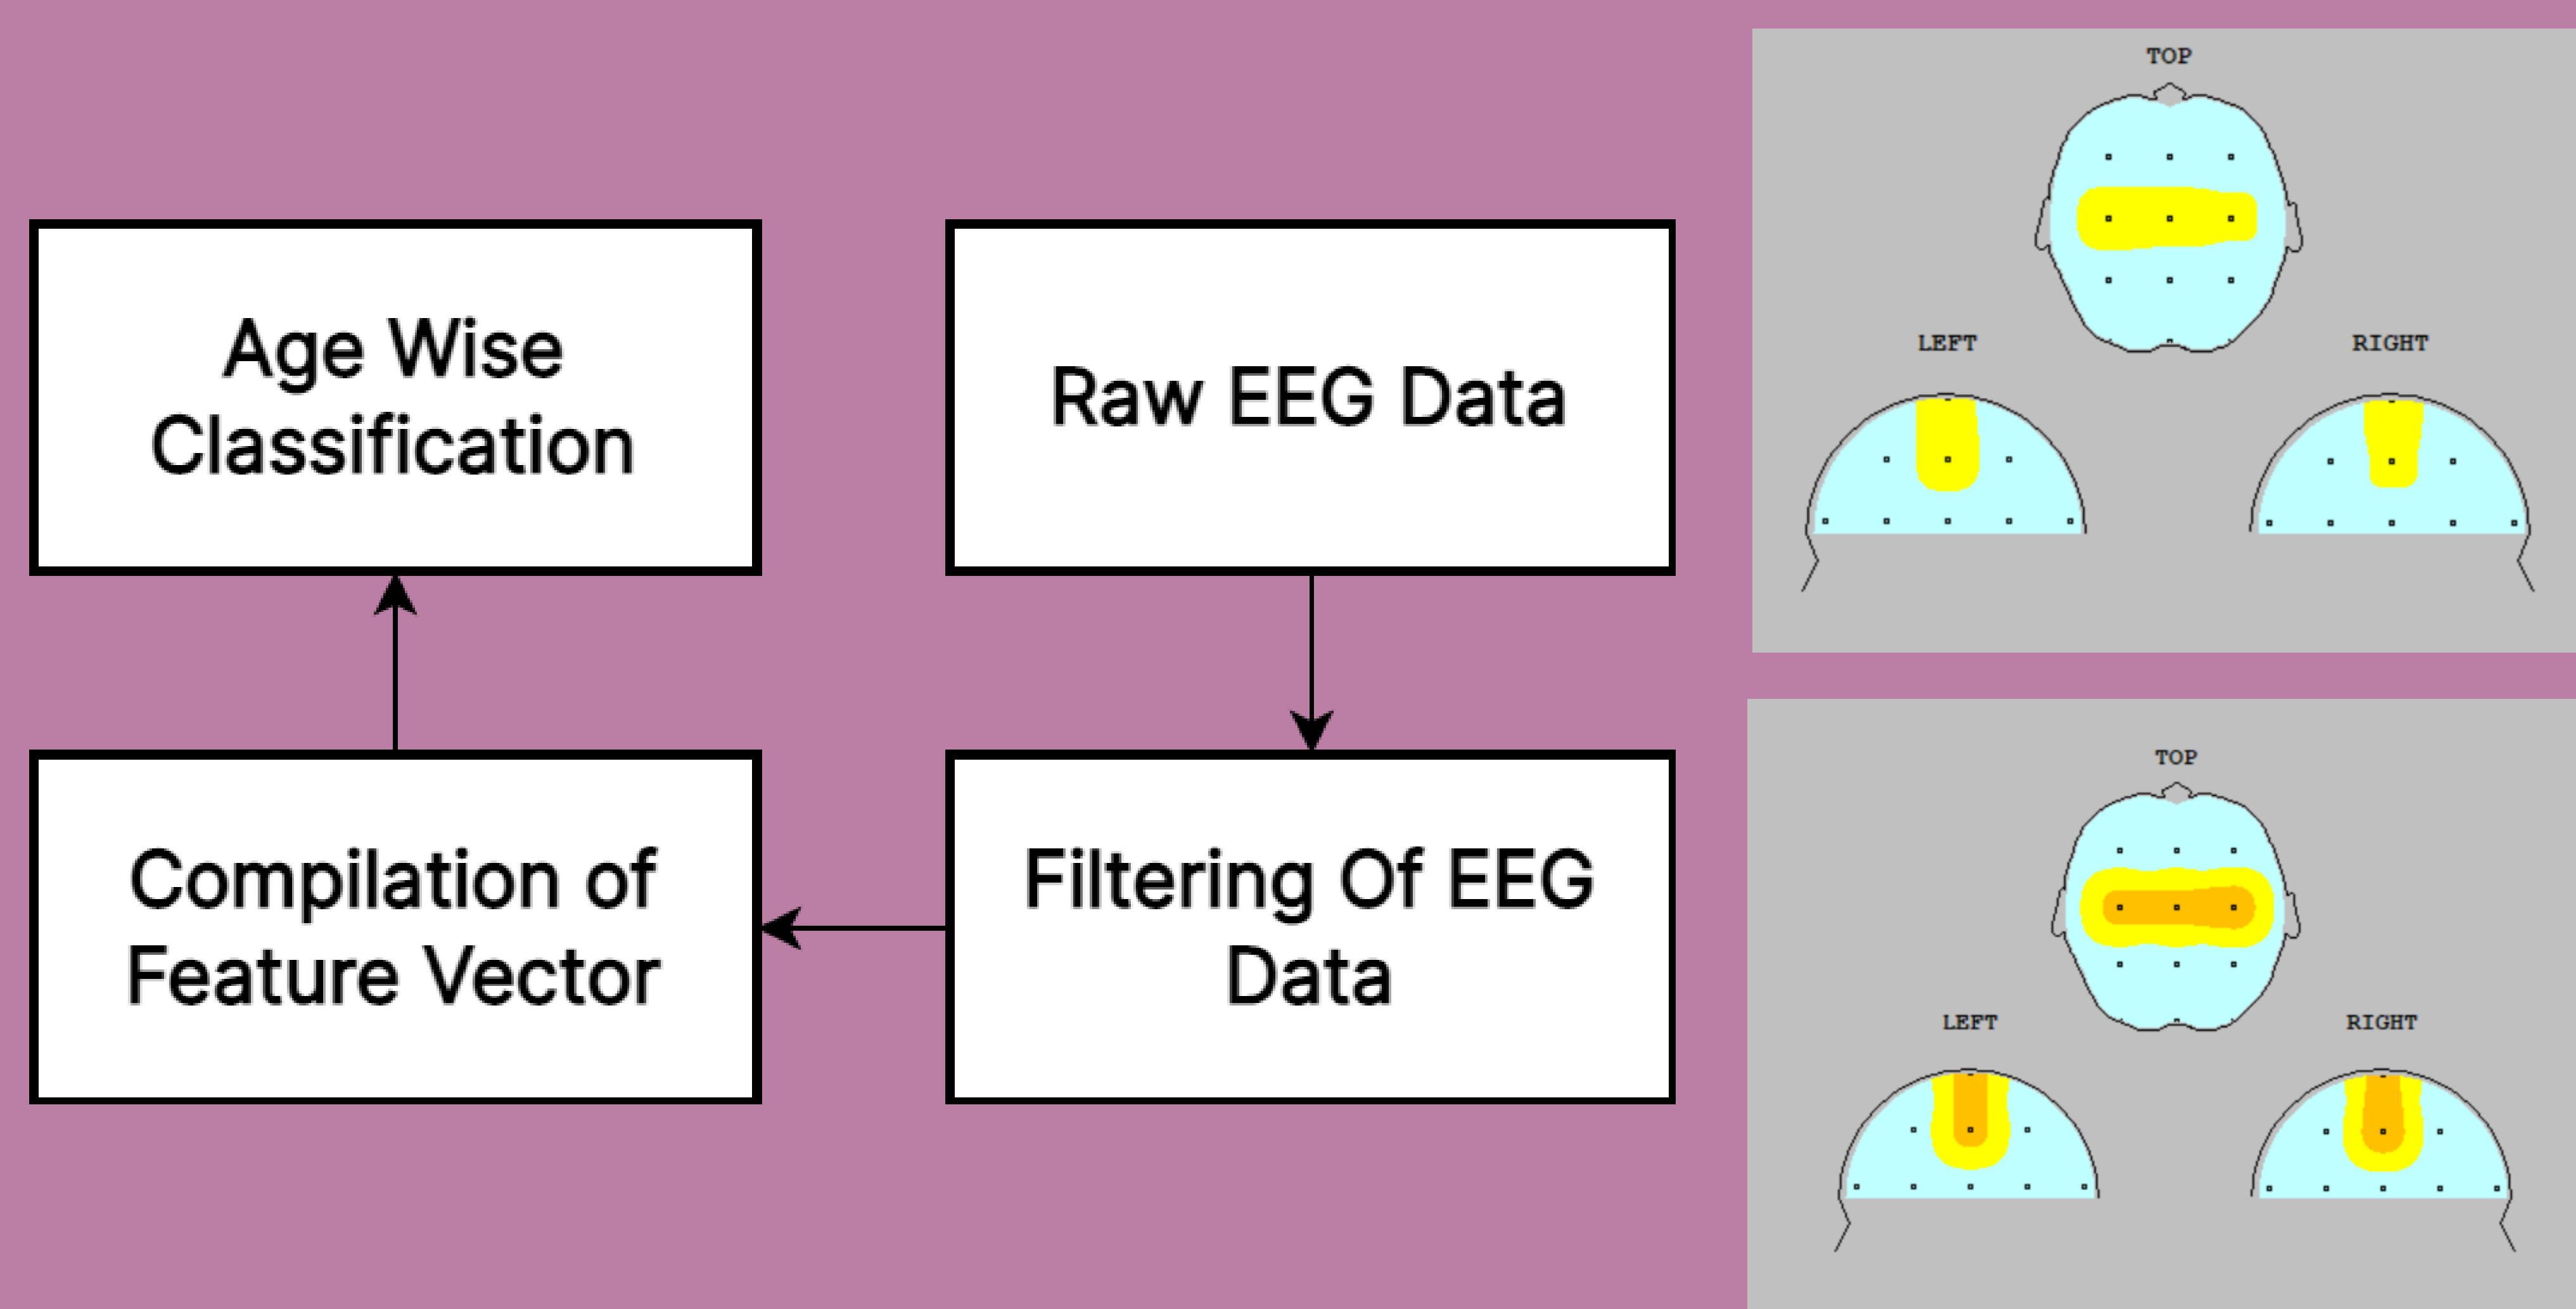 Age Wise
Classification
Raw EEG Data
Compilation of
Feature Vector
Filtering Of EEG
Data
TOP
LEFT
RIGHT
TOP
LEFT
RIGHT